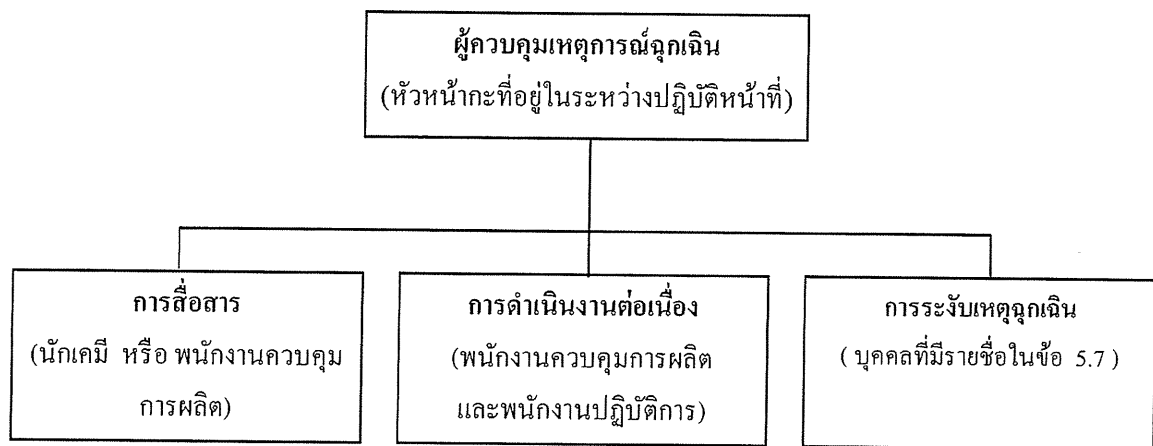 ผู้ควบคุมเหตุการณ์ฉุกเฉิน
(หัวหน้ากะที่อยู่ในระหว่างปฏิบัติหน้าที่)
การสื่อสาร
(นักเคมี หรือ พนักงานควบคุม
การผลิต)
การดำเนินงานต่อเนื่อง
(พนักงานควบคุมการผลิต
และพนักงานปฏิบัติการ)
การระงับเหตุฉุกเฉิน
( บุคคลที่มีรายชื่อในข้อ 5.7 )